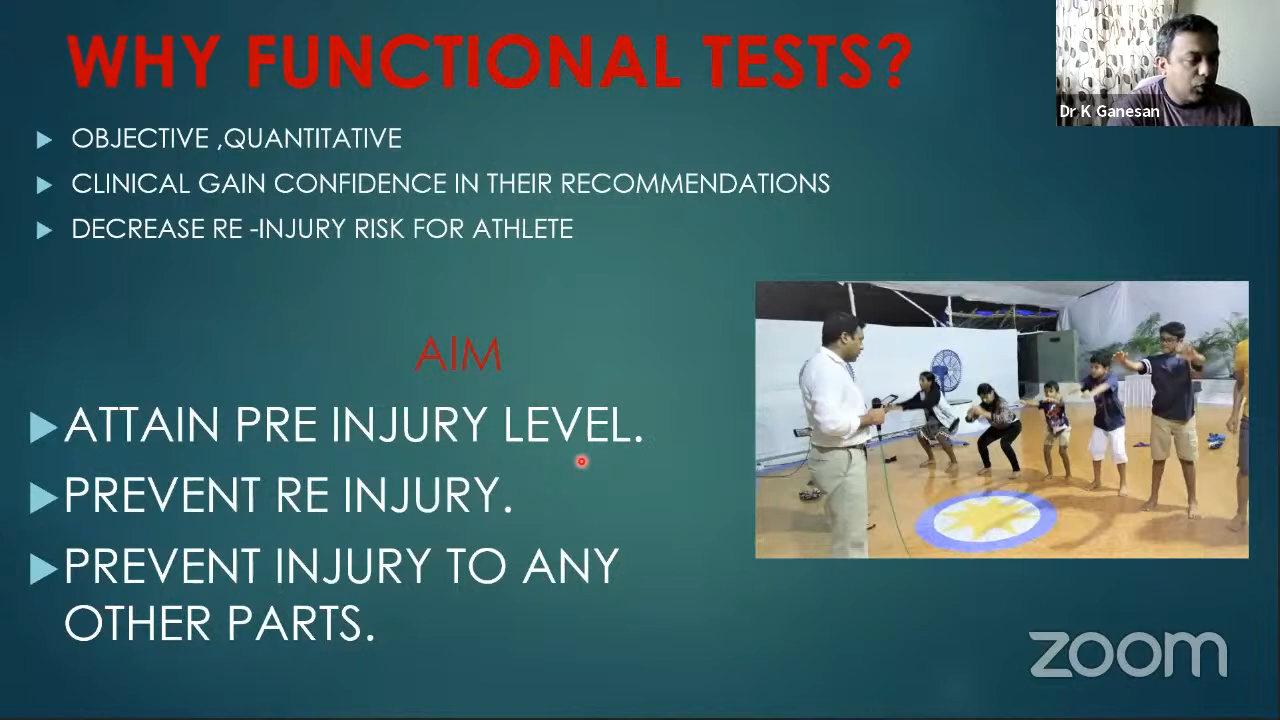 WHY FUNCTIONAL TESTS?
Dr K Ganesan
OBJECTIVE ,QUANTITATIVE
CLINICAL GAIN CONFIDENCE IN THEIR RECOMMENDATIONS
DECREASE RE -INJURY RISK FOR ATHLETE
AIM
ATTAIN PRE INJURY LEVEL.
PREVENT RE INJURY.
PREVENT INJURY TO ANY
OTHER PARTS.
zoom